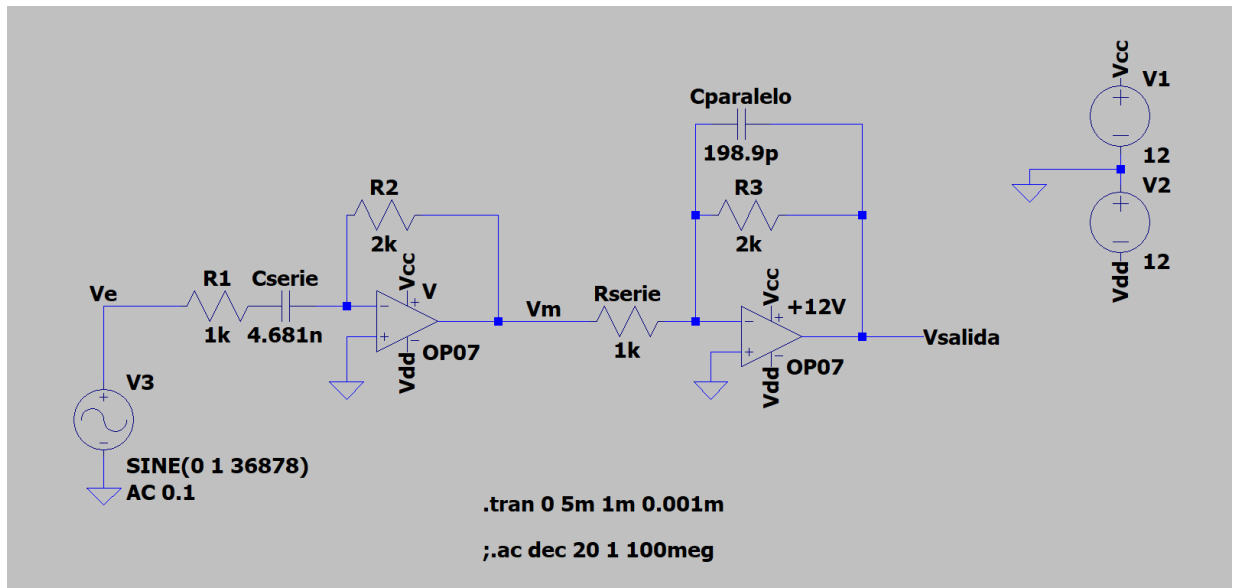 Vcc
V1
12
V2
12
Vdd
Cparalelo
198.9p
R3
2k
R2
2k
Vcc
V
OP07
Vdd
Ve
R1
1k
Cserie
4.681n
Vm
Rserie
1k
Vcc
+12V
OP07
Vdd
Vsalida
V3
SINE(0 1 36878)
AC 0.1
.tran 0 5m 1m 0.001m
;.ac dec 20 1 100meg